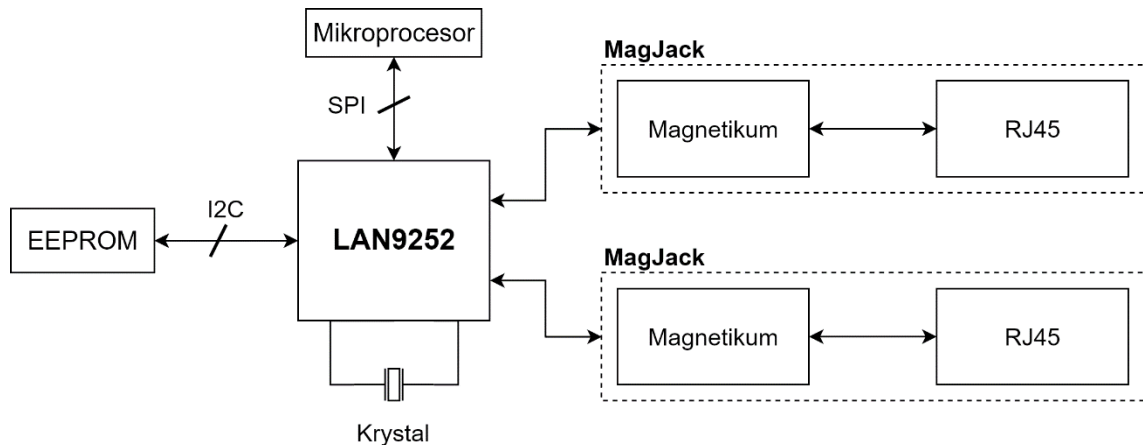 Mikroprocesor
MagJack
SPI
Magnetikum
RJ45
I2C
EEPROM
LAN9252
MagJack
Magnetikum
RJ45
Krystal